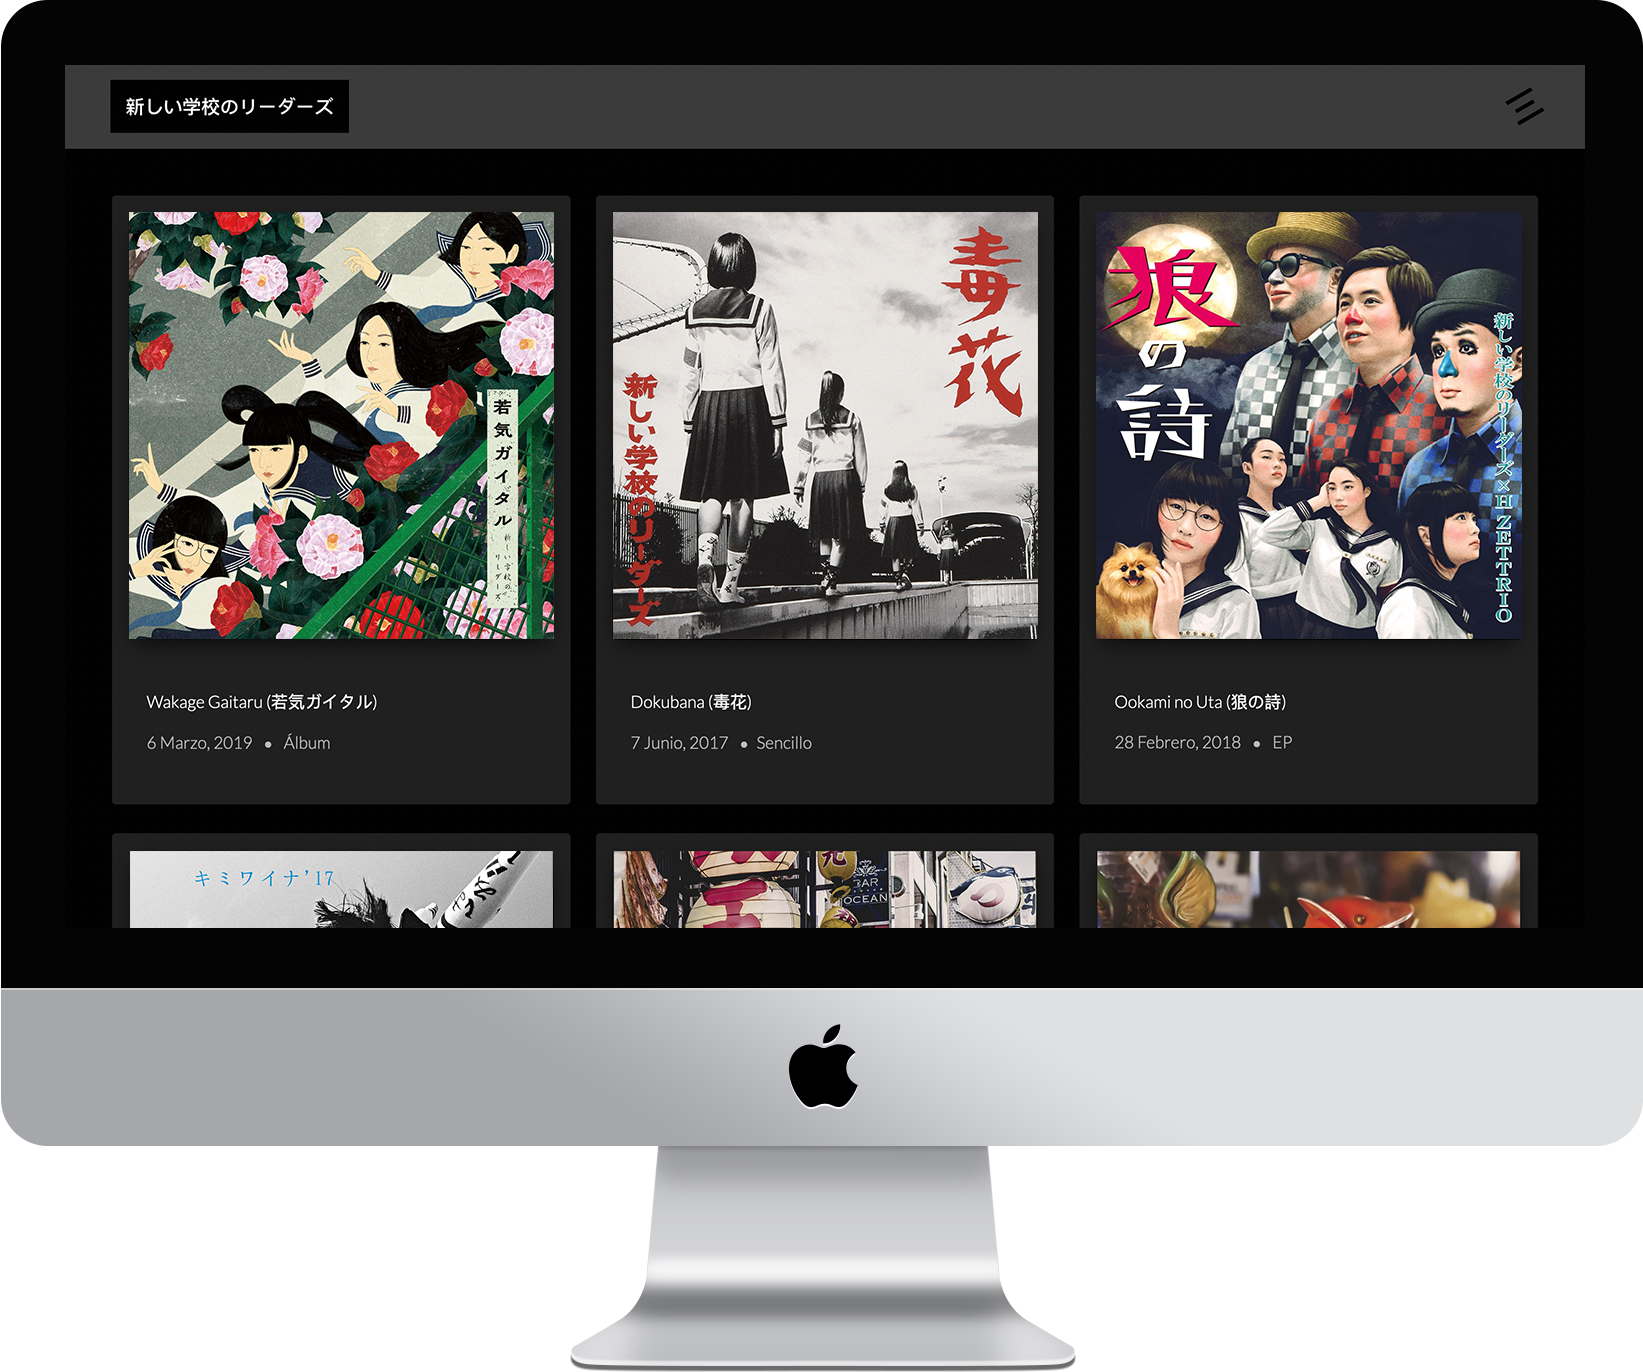 新しい学校のリーダーズ
若気ガイタル
新しい学校のリーダーズ
毒花
新しい学校のリーダーズ
狼の詩
新しい学校のリーダーズ×H ZETTRIO
Wakage Gaitaru (若気ガイタル)
6 Marzo, 2019 • Álbum
Dokubana (毒花)
7 Junio, 2017 • Sencillo
Ookami no Uta (狼の詩)
28 Febrero, 2018 • EP
キミワイナ'17
BAR
OCEAN